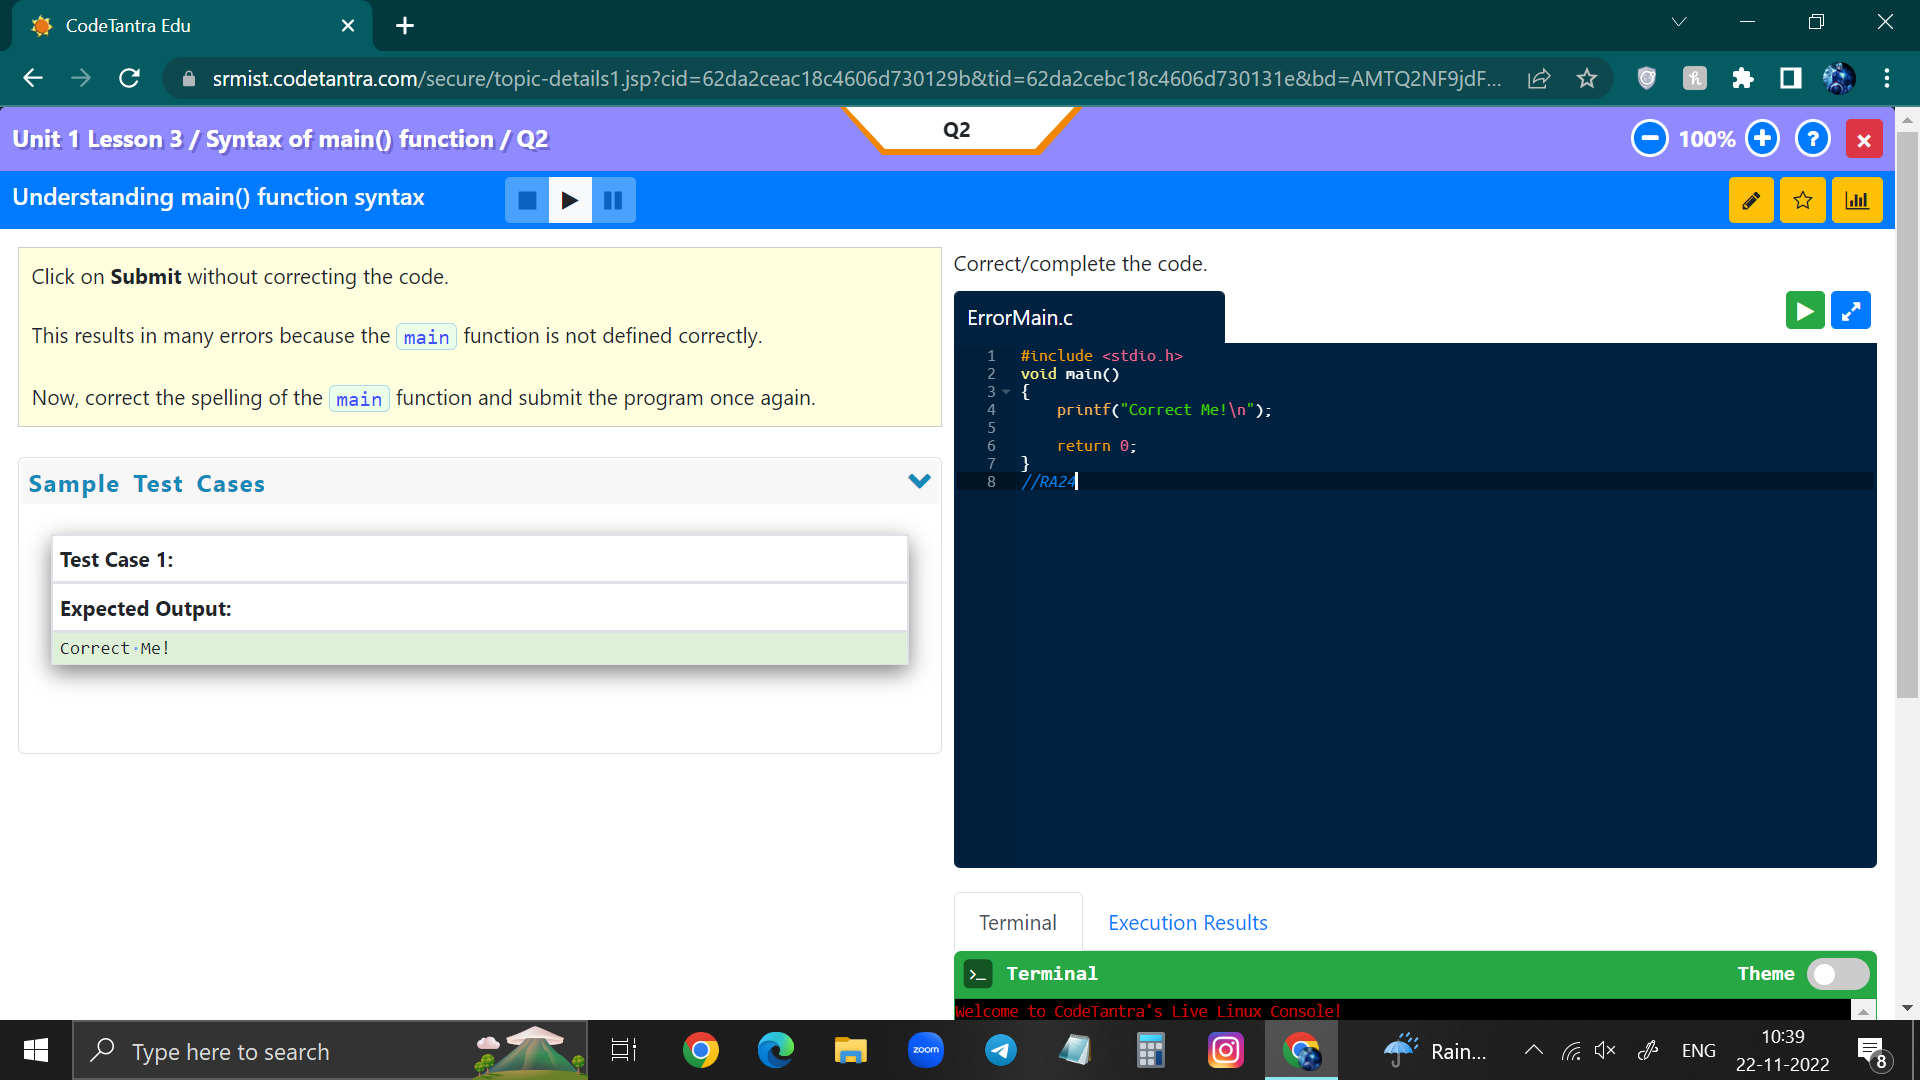 CodeTantra Edu
srmist.codetantra.com/secure/topic-details1.jsp?cid=62da2ceac18c4606d730129b&tid=62da2cebc18c4606d730131e&bd=AMTQ2NF9jdF...
Unit 1 Lesson 3 / Syntax of main() function / Q2
Q2
100%
?
Understanding main() function syntax
Click on Submit without correcting the code.
This results in many errors because the main function is not defined correctly.
Now, correct the spelling of the main function and submit the program once again.
Sample Test Cases
Test Case 1:
Expected Output:
Correct·Me!
Correct/complete the code.
ErrorMain.c
1 #include <stdio.h>
2 void main()
3 {
4 printf("Correct Me!\n");
5
6 return 0;
7 }
8 //RA24
Terminal Execution Results
>_ Terminal Theme
Welcome to CodeTantra's Live Linux Console!
Type here to search
zoom
Rain...
ENG
10:39
22-11-2022
8